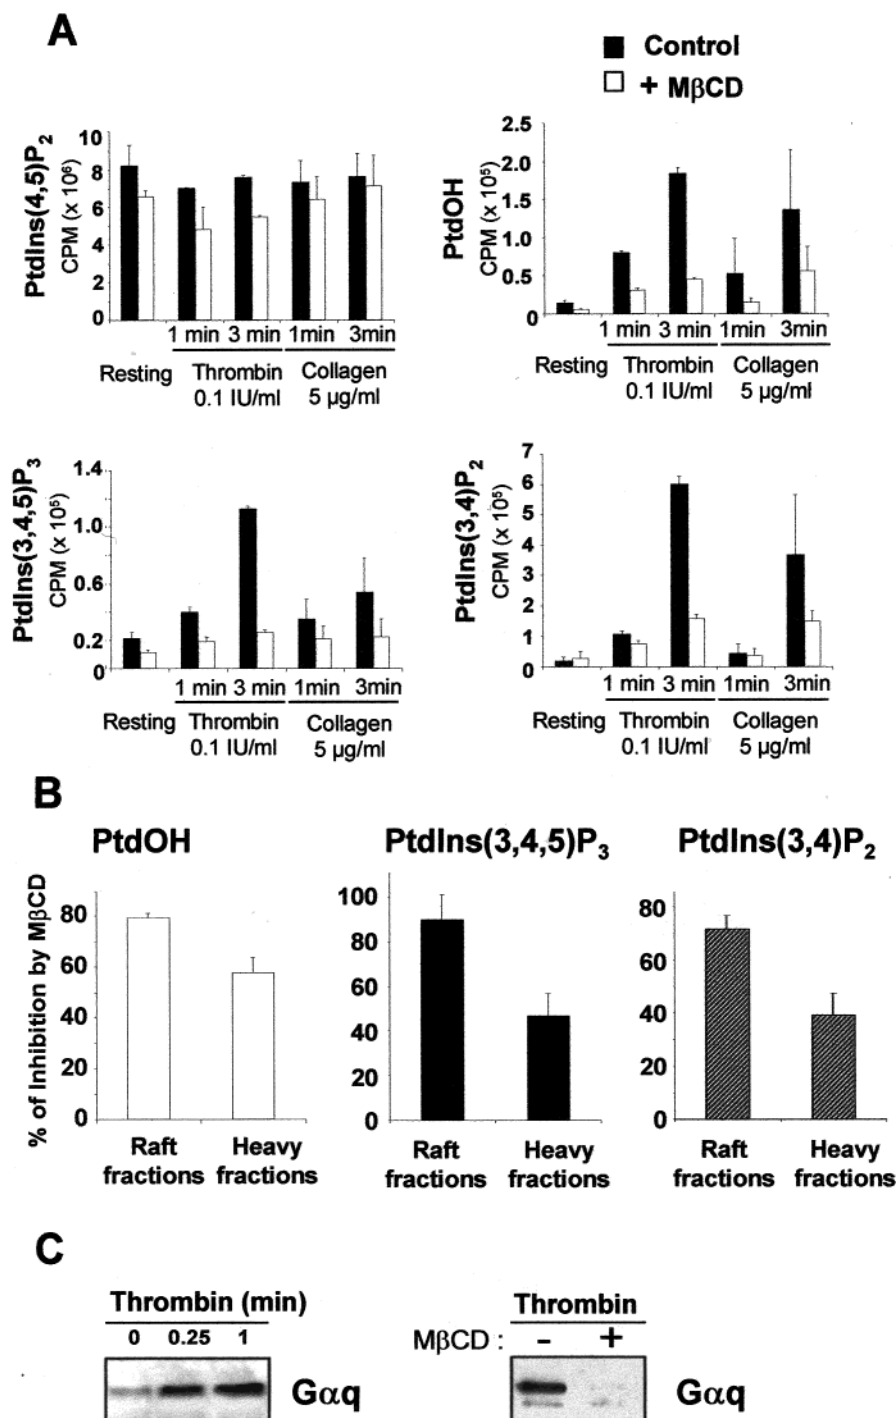 A
Control
+ MβCD
PtdIns(4,5)P2
CPM (x 10⁶)
10
8
6
4
2
0
1 min 3 min 1min 3min
Resting Thrombin Collagen
0.1 IU/ml 5 µg/ml
PtdOH
CPM (x 10⁵)
2.5
2.0
1.5
1.0
0.5
0
1 min 3 min 1min 3min
Resting Thrombin Collagen
0.1 IU/ml 5 µg/ml
PtdIns(3,4,5)P3
CPM (x 10⁵)
1.4
1.0
0.6
0.2
0
1 min 3 min 1min 3min
Resting Thrombin Collagen
0.1 IU/ml 5 µg/ml
PtdIns(3,4)P2
CPM (x 10⁵)
7
6
5
4
3
2
1
0
1 min 3 min 1min 3min
Resting Thrombin Collagen
0.1 IU/ml 5 µg/ml
B
PtdOH
% of Inhibition by MβCD
80
60
40
20
0
Raft Heavy
fractions fractions
PtdIns(3,4,5)P3
100
80
60
40
20
0
Raft Heavy
fractions fractions
PtdIns(3,4)P2
80
60
40
20
0
Raft Heavy
fractions fractions
C
Thrombin (min)
0 0.25 1
Gαq
Thrombin
MβCD : - +
Gαq